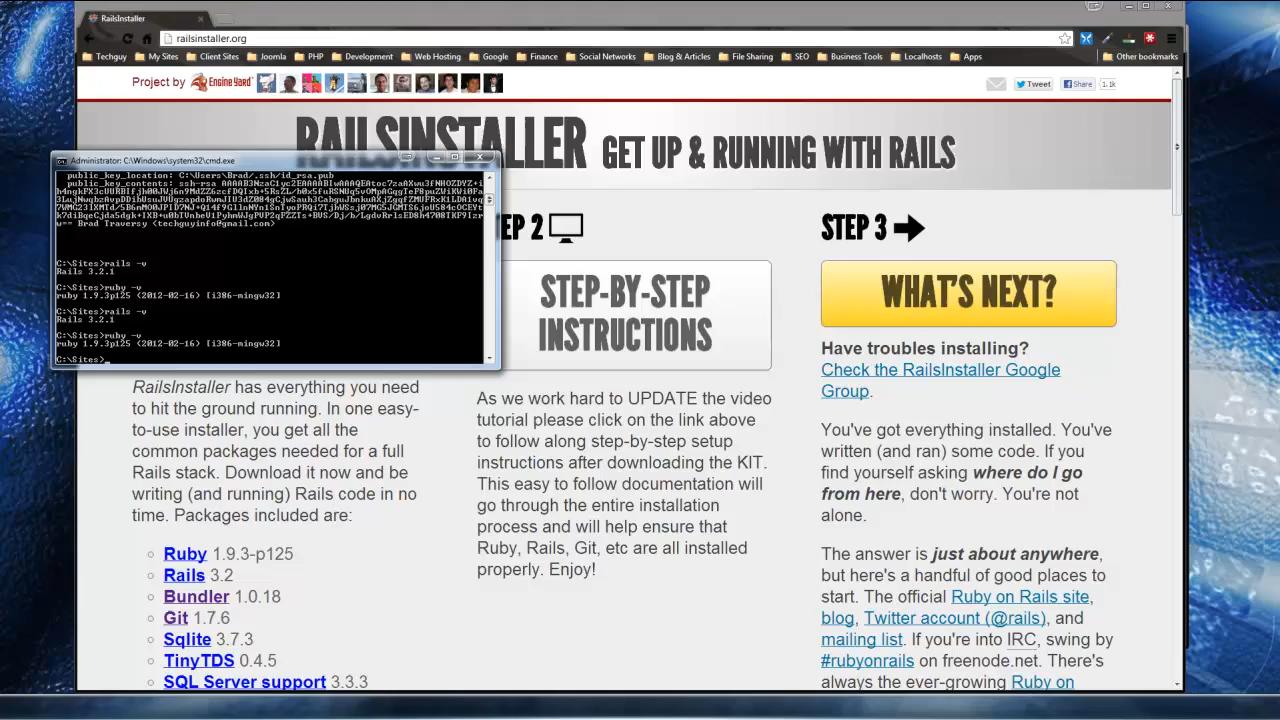 RailsInstaller
railsinstaller.org
Techguy My Sites Client Sites Joomla PHP Development Web Hosting Google Finance Social Networks Blog & Articles File Sharing SEO Business Tools Localhosts Apps Other bookmarks
Project by Engine Yard Tweet Share 1.1k
RAILSINSTALLER GET UP & RUNNING WITH RAILS
Administrator: C:\Windows\system32\cmd.exe
public_key_location: C:\Users\Brad/.ssh/id_rsa.pub
public_key_contents: ssh-rsa
== Brad Traversy <techguyinfo@gmail.com>
C:\Sites>rails -v
Rails 3.2.1
C:\Sites>ruby -v
ruby 1.9.3p125 (2012-02-16) [i386-mingw32]
C:\Sites>rails -v
Rails 3.2.1
C:\Sites>ruby -v
ruby 1.9.3p125 (2012-02-16) [i386-mingw32]
C:\Sites>_
RailsInstaller has everything you need
to hit the ground running. In one easy-
to-use installer, you get all the
common packages needed for a full
Rails stack. Download it now and be
writing (and running) Rails code in no
time. Packages included are:
Ruby 1.9.3-p125
Rails 3.2
Bundler 1.0.18
Git 1.7.6
Sqlite 3.7.3
TinyTDS 0.4.5
SQL Server support 3.3.3
EP 2
STEP-BY-STEP
INSTRUCTIONS
As we work hard to UPDATE the video
tutorial please click on the link above
to follow along step-by-step setup
instructions after downloading the KIT.
This easy to follow documentation will
go through the entire installation
process and will help ensure that
Ruby, Rails, Git, etc are all installed
properly. Enjoy!
STEP 3
WHAT'S NEXT?
Have troubles installing?
Check the RailsInstaller Google
Group.
You've got everything installed. You've
written (and ran) some code. If you
find yourself asking where do I go
from here, don't worry. You're not
alone.
The answer is just about anywhere,
but here's a handful of good places to
start. The official Ruby on Rails site,
blog, Twitter account (@rails), and
mailing list. If you're into IRC, swing by
#rubyonrails on freenode.net. There's
always the ever-growing Ruby on